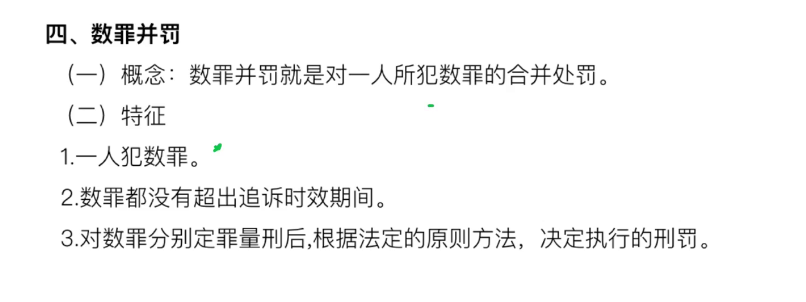 四、数罪并罚
（一）概念：数罪并罚就是对一人所犯数罪的合并处罚。
（二）特征
1.一人犯数罪。
2.数罪都没有超出追诉时效期间。
3.对数罪分别定罪量刑后,根据法定的原则方法，决定执行的刑罚。